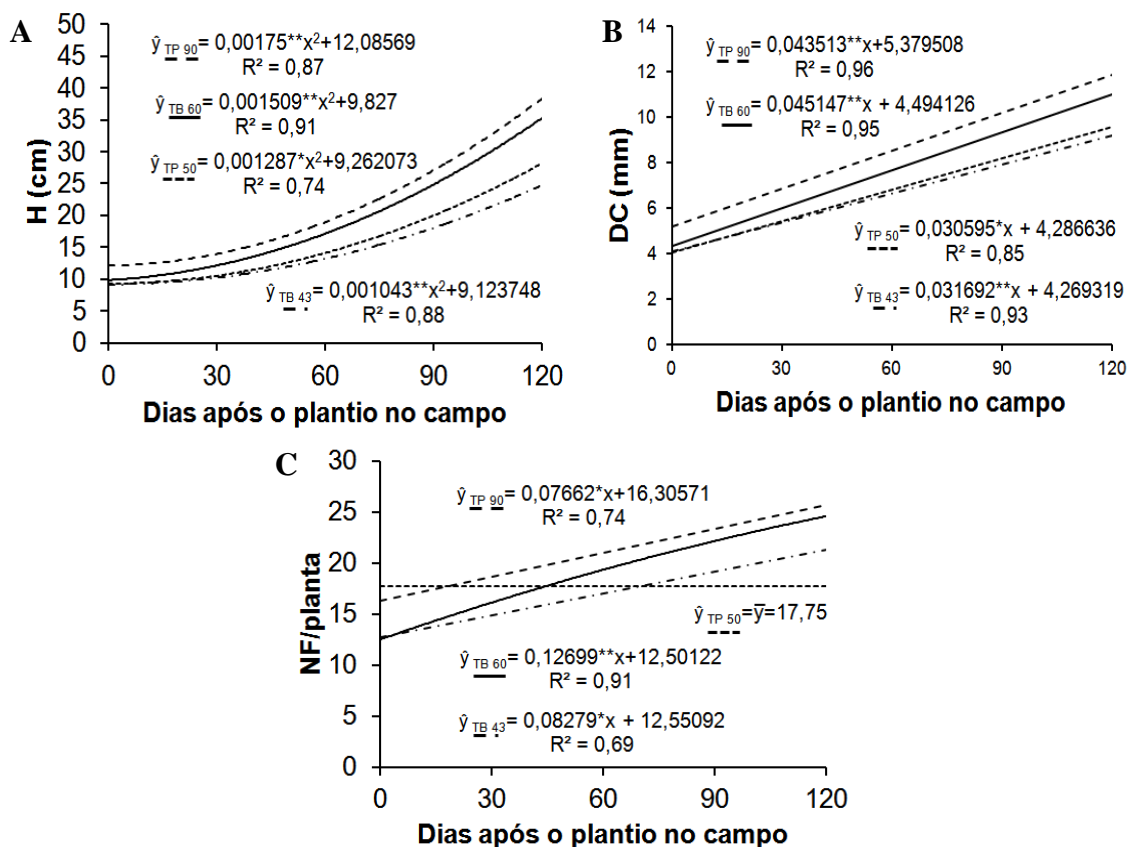 A
50
45
40
35
30
25
20
15
10
5
0
H (cm)
ŷ TP 90= 0,00175**x²+12,08569
R² = 0,87
ŷ TB 60= 0,001509**x²+9,827
R² = 0,91
ŷ TP 50= 0,001287*x²+9,262073
R² = 0,74
ŷ TB 43= 0,001043**x²+9,123748
R² = 0,88
0 30 60 90 120
Dias após o plantio no campo
B
14
12
10
8
6
4
2
0
DC (mm)
ŷ TP 90= 0,043513**x+5,379508
R² = 0,96
ŷ TB 60= 0,045147**x + 4,494126
R² = 0,95
ŷ TP 50= 0,030595*x + 4,286636
R² = 0,85
ŷ TB 43= 0,031692**x + 4,269319
R² = 0,93
0 30 60 90 120
Dias após o plantio no campo
C
30
25
20
15
10
5
0
NF/planta
ŷ TP 90= 0,07662*x+16,30571
R² = 0,74
ŷ TP 50=y̅=17,75
ŷ TB 60= 0,12699**x+12,50122
R² = 0,91
ŷ TB 43= 0,08279*x + 12,55092
R² = 0,69
0 30 60 90 120
Dias após o plantio no campo